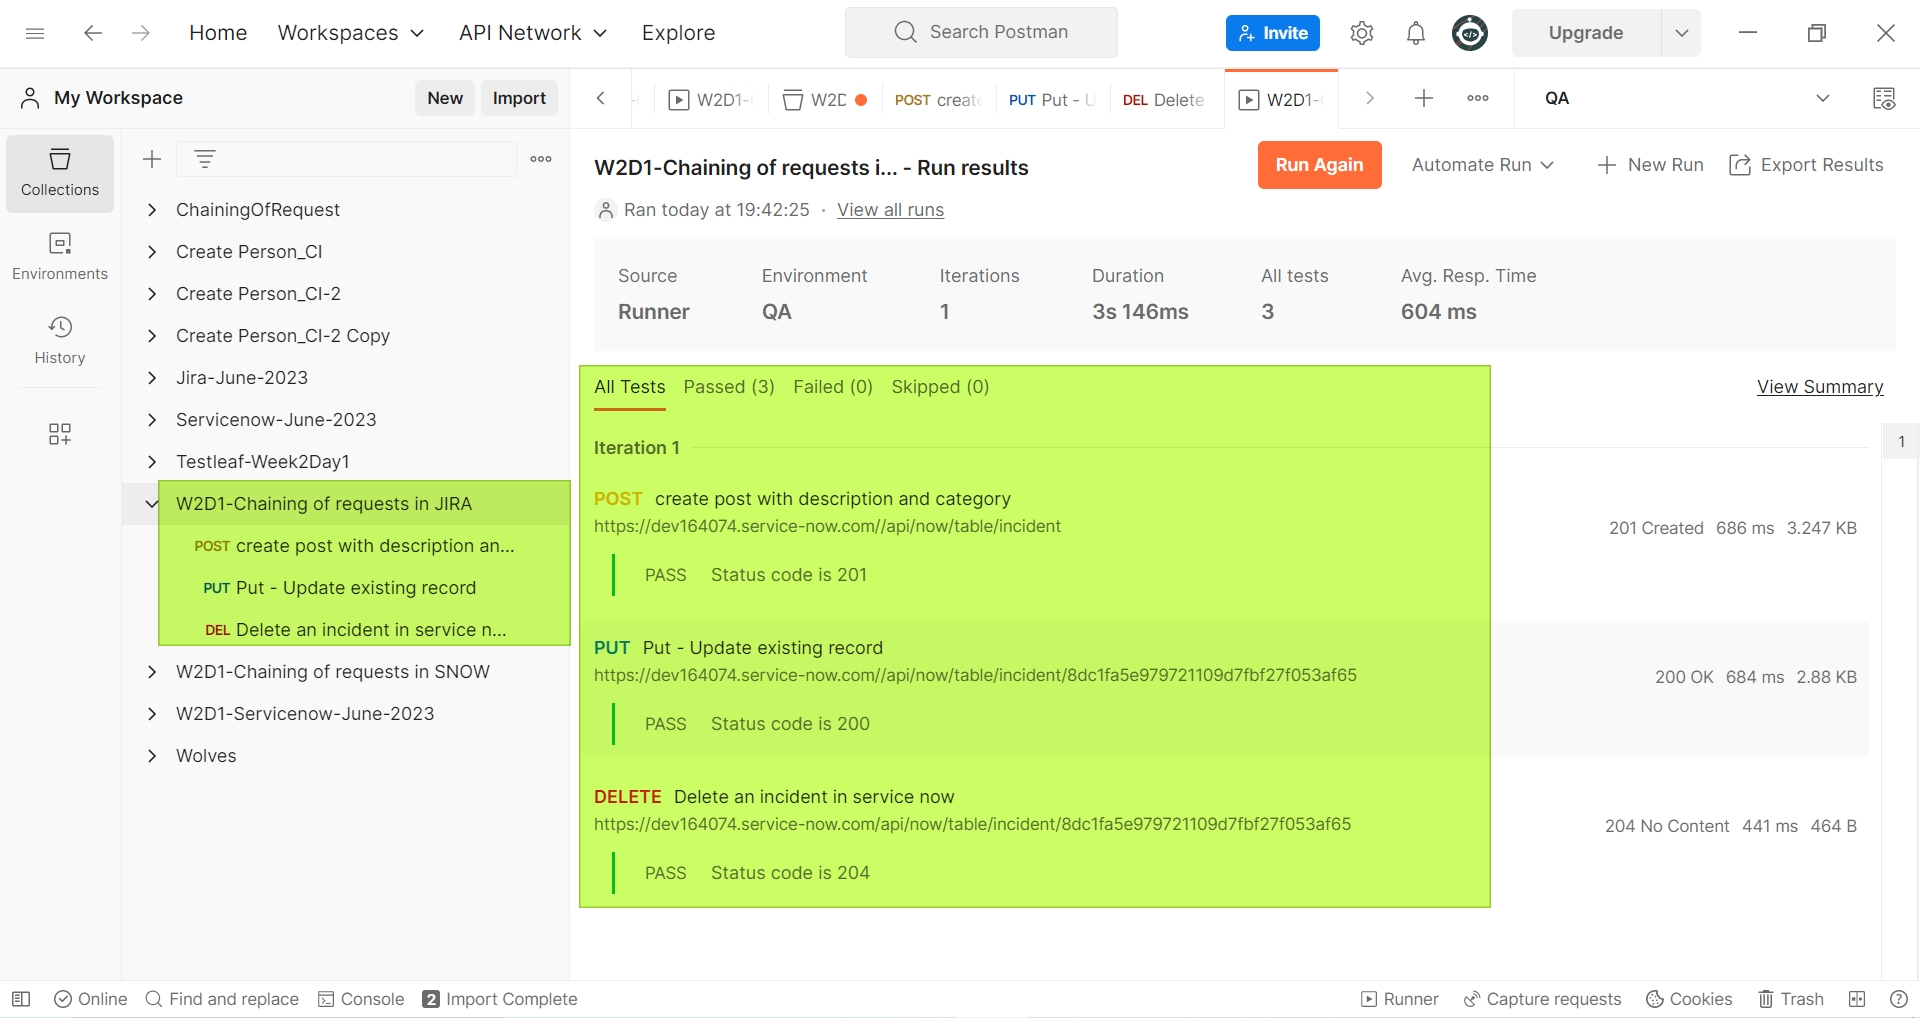 Home Workspaces API Network Explore Search Postman Invite Upgrade
My Workspace New Import
W2D1- W2D POST create PUT Put - U DEL Delete W2D1- QA
Collections
Environments
History
ChainingOfRequest
Create Person_CI
Create Person_CI-2
Create Person_CI-2 Copy
Jira-June-2023
Servicenow-June-2023
Testleaf-Week2Day1
W2D1-Chaining of requests in JIRA
POST create post with description an...
PUT Put - Update existing record
DEL Delete an incident in service n...
W2D1-Chaining of requests in SNOW
W2D1-Servicenow-June-2023
Wolves
W2D1-Chaining of requests i... - Run results
Run Again Automate Run New Run Export Results
Ran today at 19:42:25 · View all runs
Source Environment Iterations Duration All tests Avg. Resp. Time
Runner QA 1 3s 146ms 3 604 ms
All Tests Passed (3) Failed (0) Skipped (0) View Summary
Iteration 1
1
POST create post with description and category
https://dev164074.service-now.com//api/now/table/incident
201 Created 686 ms 3.247 KB
PASS Status code is 201
PUT Put - Update existing record
https://dev164074.service-now.com//api/now/table/incident/8dc1fa5e979721109d7fbf27f053af65
200 OK 684 ms 2.88 KB
PASS Status code is 200
DELETE Delete an incident in service now
https://dev164074.service-now.com/api/now/table/incident/8dc1fa5e979721109d7fbf27f053af65
204 No Content 441 ms 464 B
PASS Status code is 204
Online Find and replace Console 2 Import Complete Runner Capture requests Cookies Trash